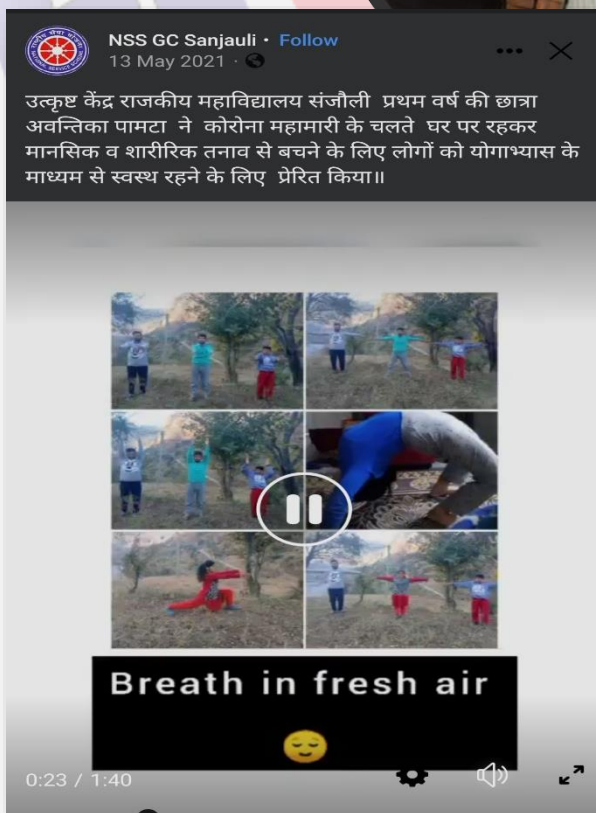 NSS GC Sanjauli • Follow
13 May 2021 ·
उत्कृष्ट केंद्र राजकीय महाविद्यालय संजौली प्रथम वर्ष की छात्रा
अवन्तिका पामटा ने कोरोना महामारी के चलते घर पर रहकर
मानसिक व शारीरिक तनाव से बचने के लिए लोगों को योगाभ्यास के
माध्यम से स्वस्थ रहने के लिए प्रेरित किया॥
Breath in fresh air
0:23 / 1:40